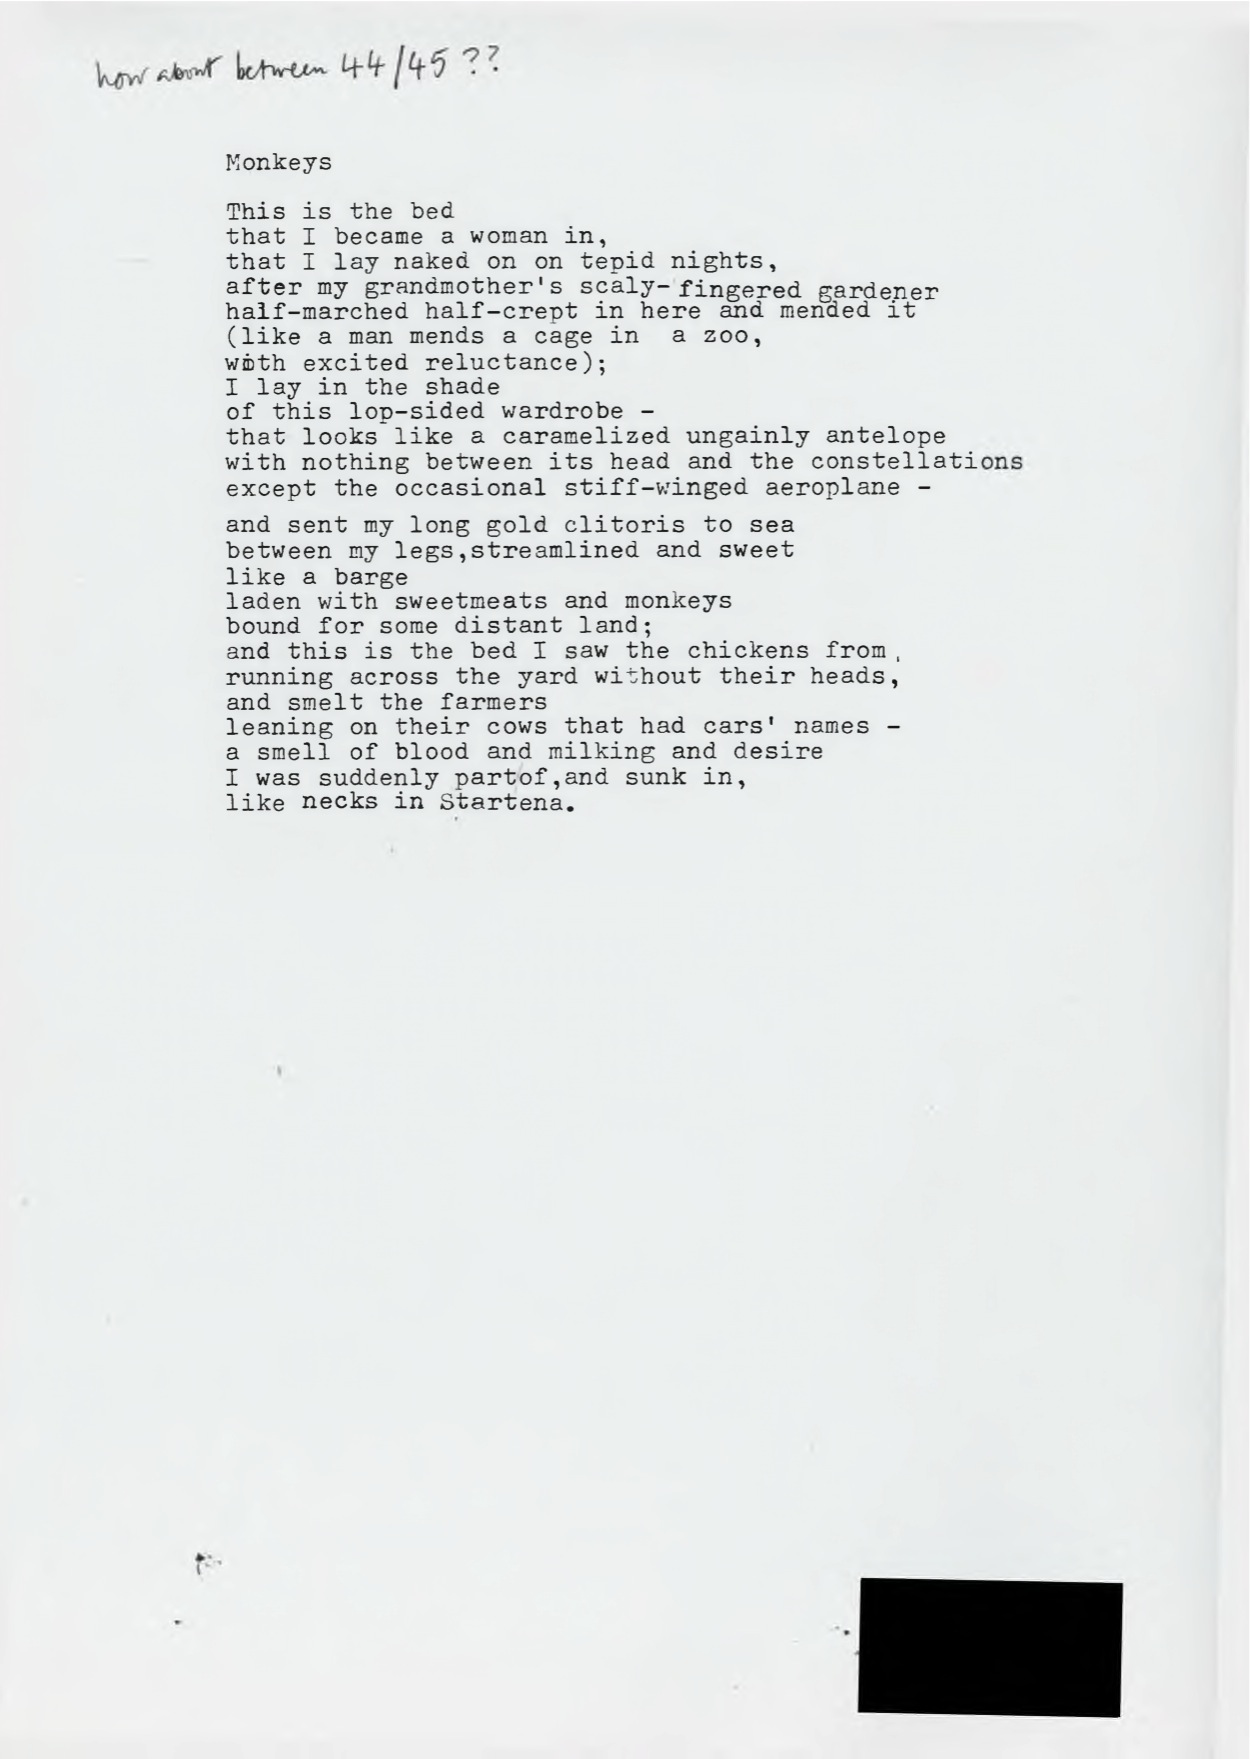 how about between 44/45 ??
Monkeys
This is the bed
that I became a woman in,
that I lay naked on on tepid nights,
after my grandmother's scaly-fingered gardener
half-marched half-crept in here and mended it
(like a man mends a cage in  a zoo,
with excited reluctance);
I lay in the shade
of this lop-sided wardrobe -
that looks like a caramelized ungainly antelope
with nothing between its head and the constellations
except the occasional stiff-winged aeroplane -
and sent my long gold clitoris to sea
between my legs,streamlined and sweet
like a barge
laden with sweetmeats and monkeys
bound for some distant land;
and this is the bed I saw the chickens from,
running across the yard without their heads,
and smelt the farmers
leaning on their cows that had cars' names -
a smell of blood and milking and desire
I was suddenly part/of,and sunk in,
like necks in Startena.